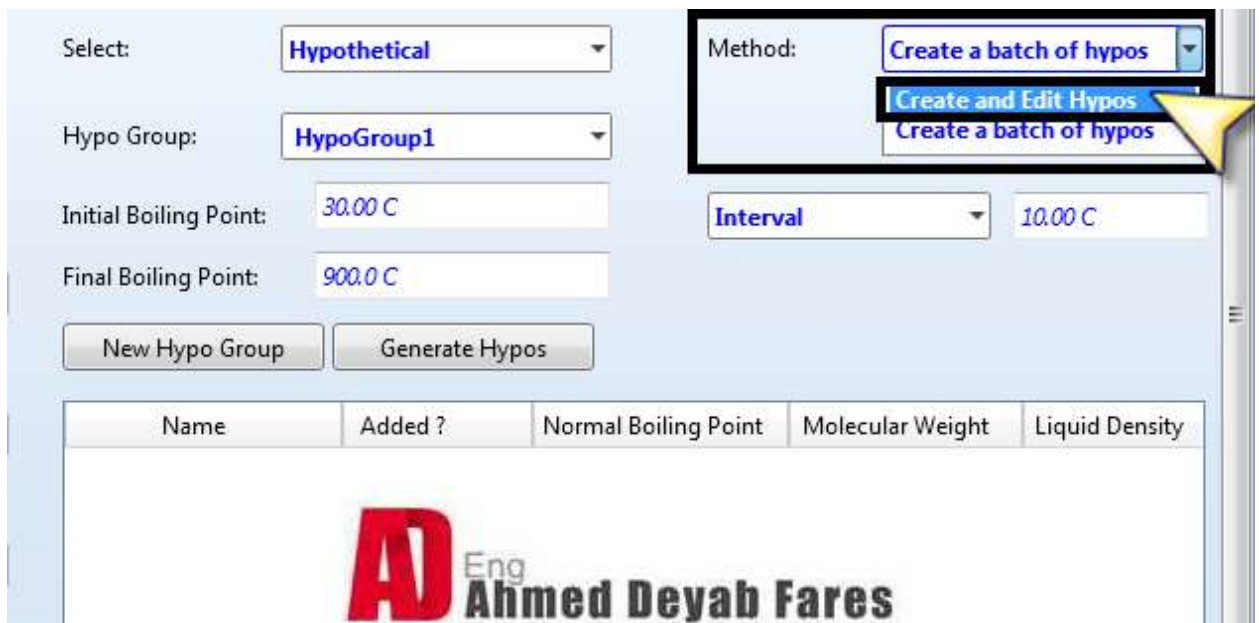 Select: Hypothetical Method: Create a batch of hypos
Create and Edit Hypos
Hypo Group: HypoGroup1 Create a batch of hypos
Initial Boiling Point: 30.00 C Interval 10.00 C
Final Boiling Point: 900.0 C
New Hypo Group Generate Hypos
Name Added ? Normal Boiling Point Molecular Weight Liquid Density
AD Eng
Ahmed Deyab Fares